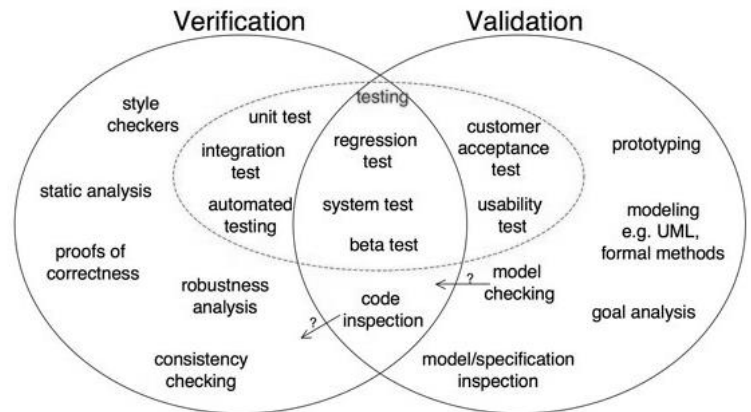 Verification
Validation
testing
style
checkers
unit test
regression
test
customer
acceptance
test
prototyping
integration
test
static analysis
automated
testing
system test
usability
test
modeling
e.g. UML,
formal methods
beta test
proofs of
correctness
robustness
analysis
code
inspection
?
?
model
checking
goal analysis
consistency
checking
model/specification
inspection